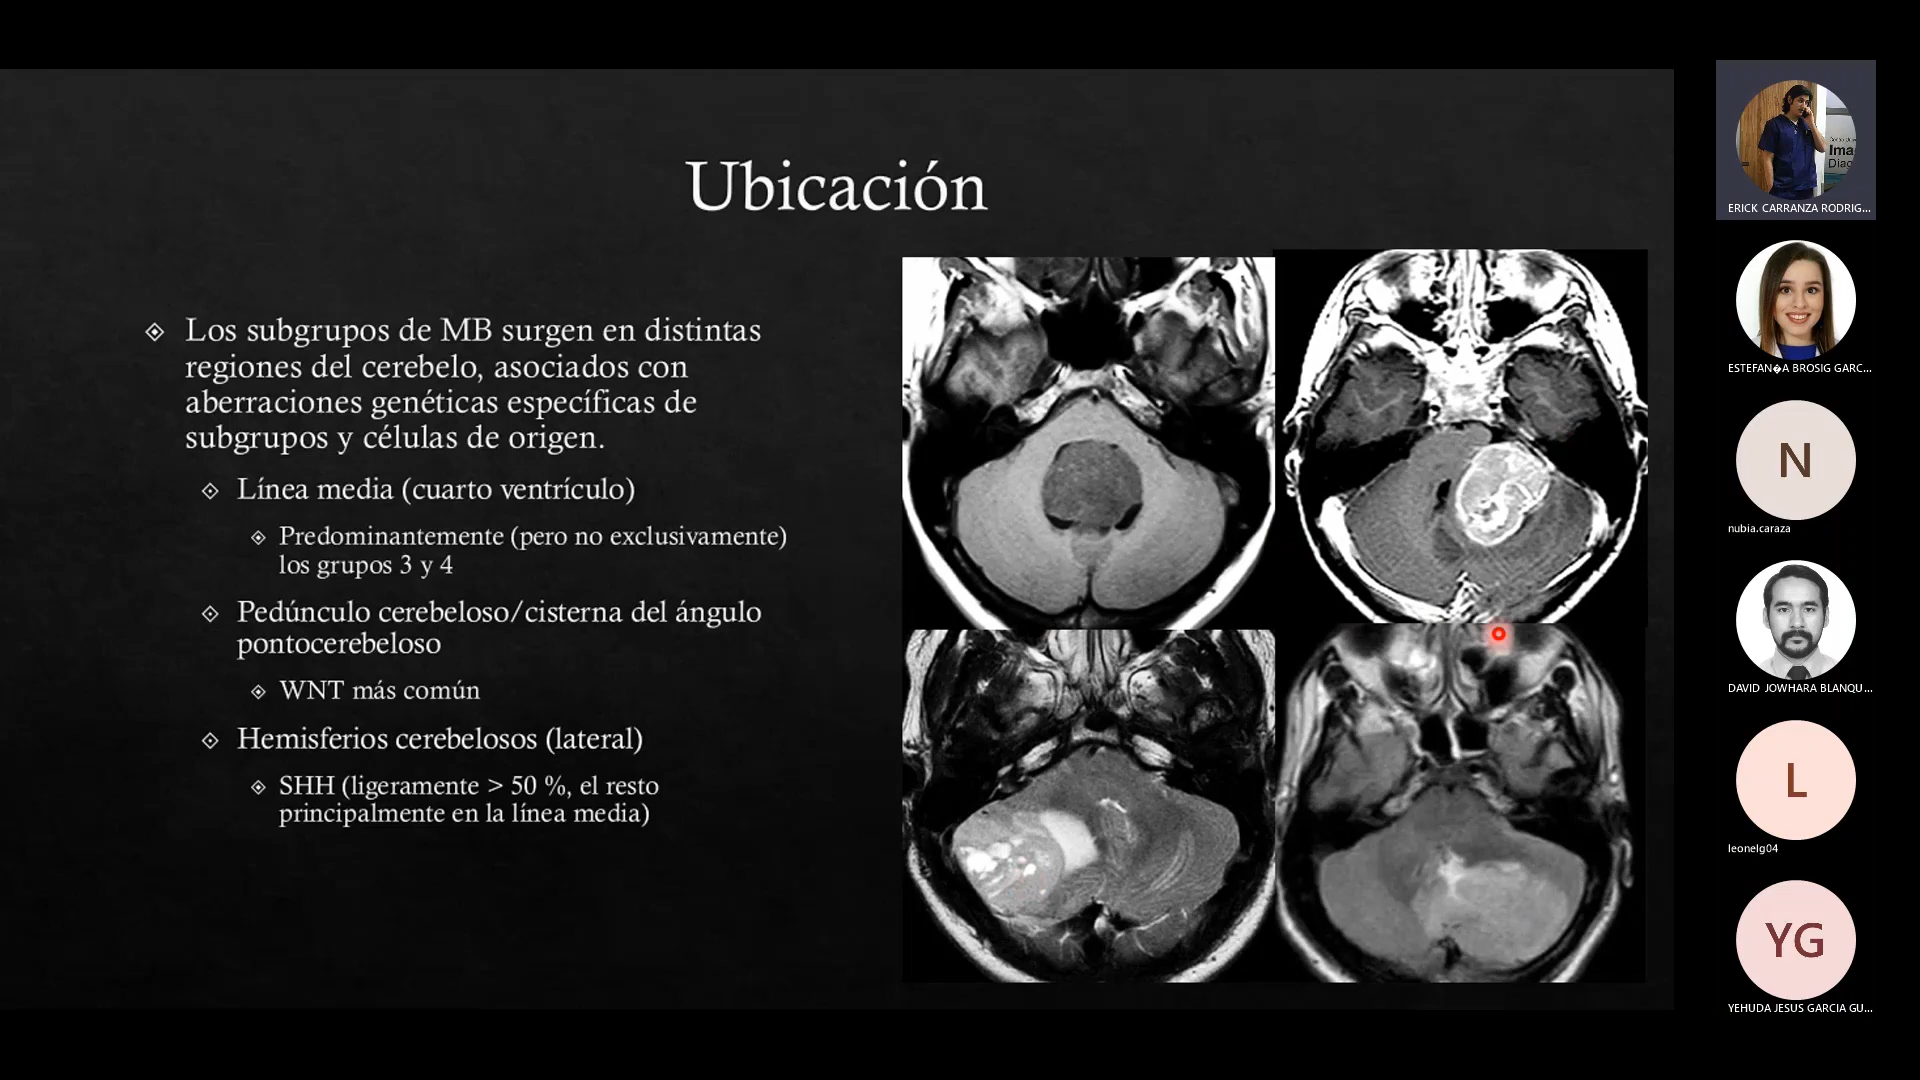 Ubicación
Los subgrupos de MB surgen en distintas
regiones del cerebelo, asociados con
aberraciones genéticas específicas de
subgrupos y células de origen.
Línea media (cuarto ventrículo)
Predominantemente (pero no exclusivamente)
los grupos 3 y 4
Pedúnculo cerebeloso/cisterna del ángulo
pontocerebeloso
WNT más común
Hemisferios cerebelosos (lateral)
SHH (ligeramente > 50 %, el resto
principalmente en la línea media)
Ima
Diag
ERICK CARRANZA RODRIG...
ESTEFAN�A BROSIG GARC...
N
nubia.caraza
DAVID JOWHARA BLANQU...
L
leonelg04
YG
YEHUDA JESUS GARCIA GU...